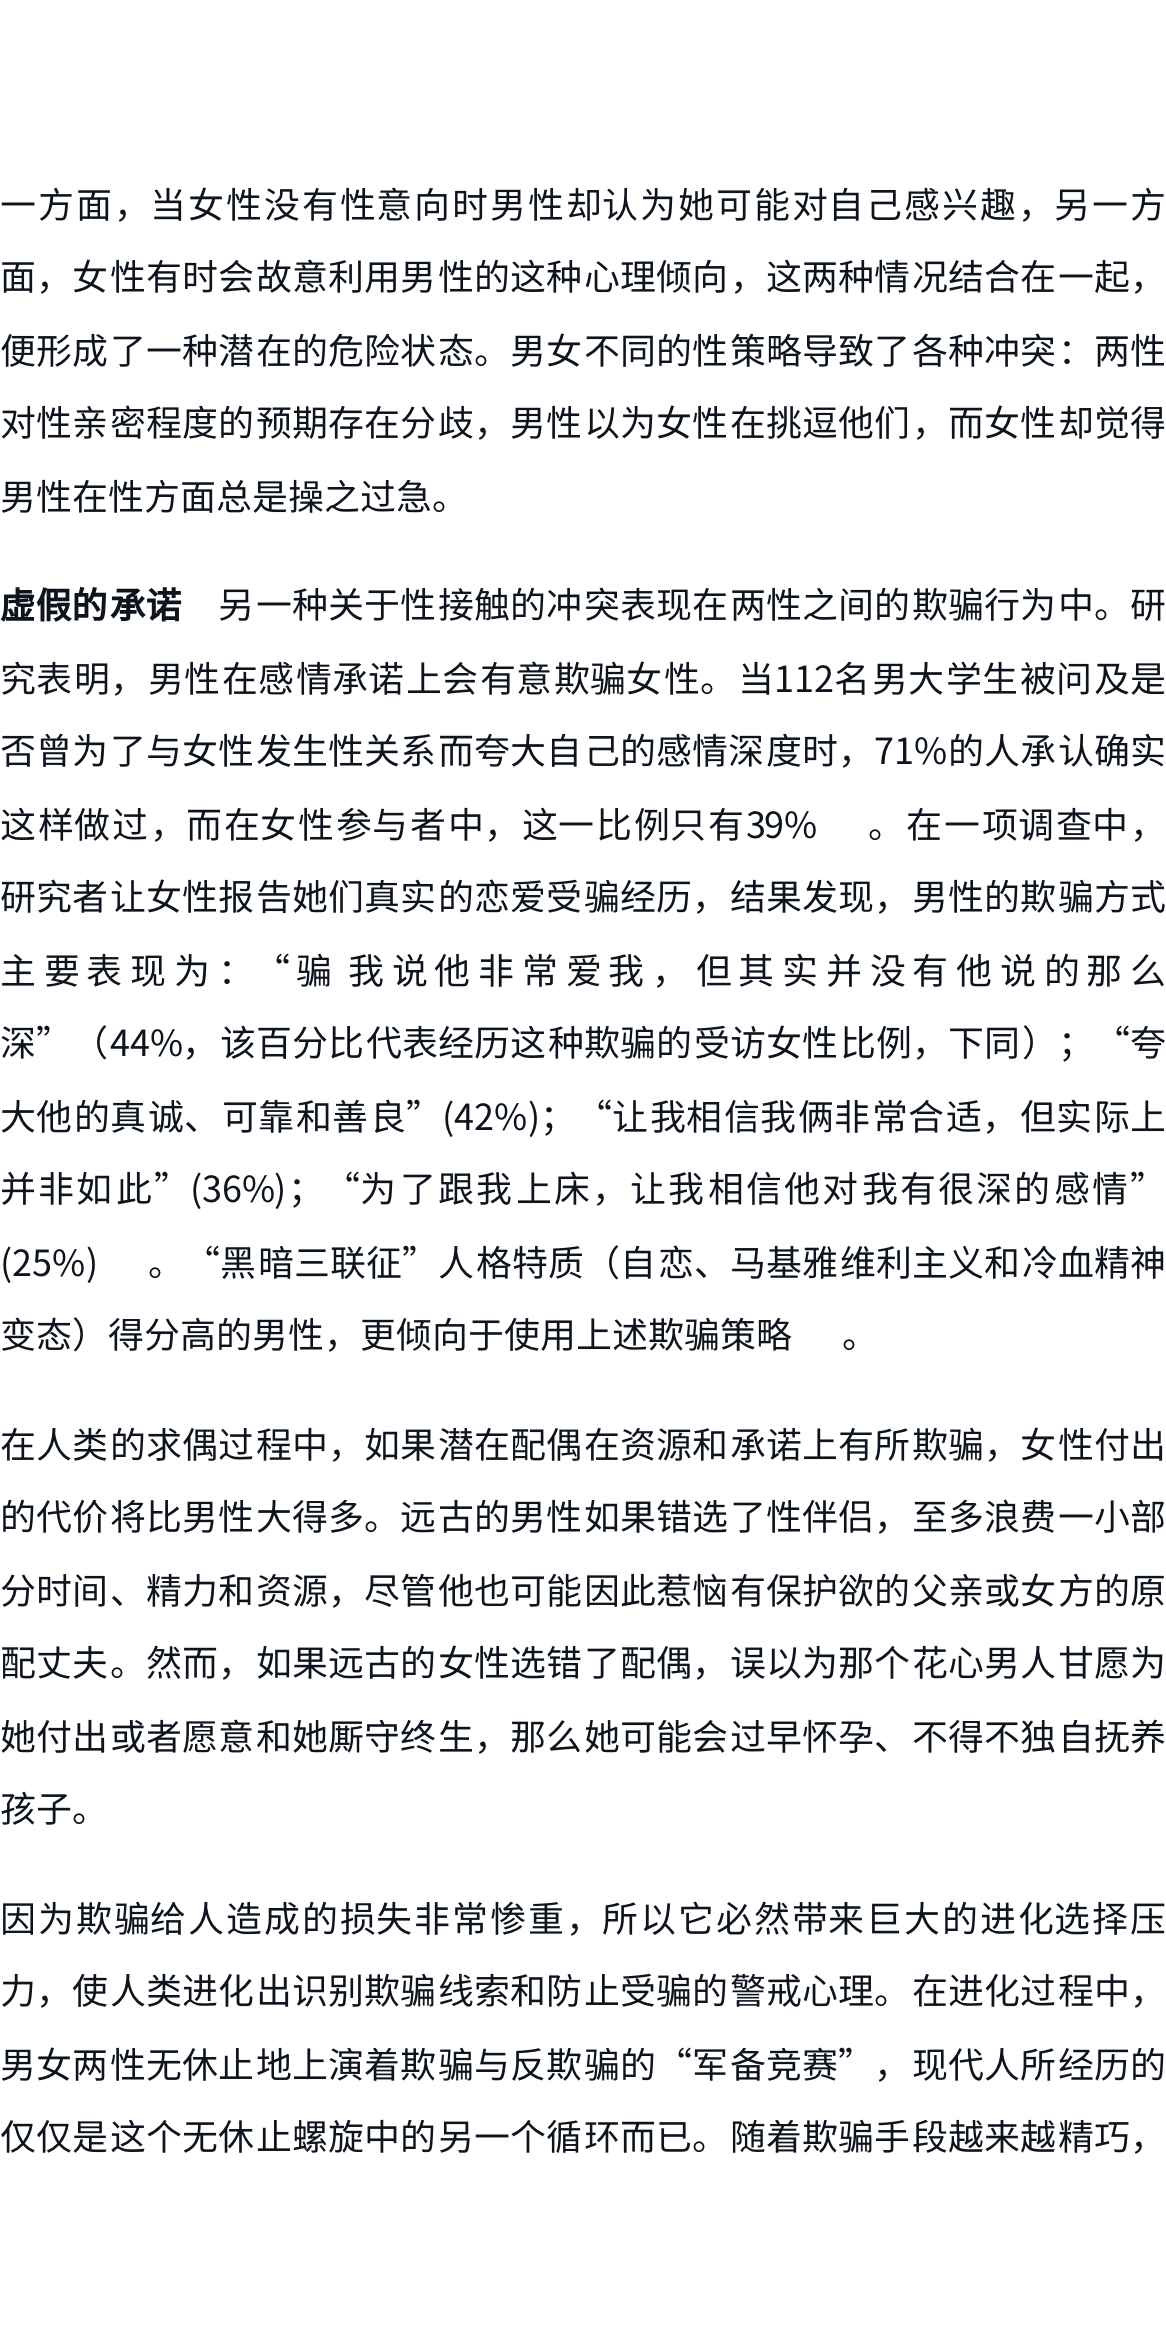 一方面，当女性没有性意向时男性却认为她可能对自己感兴趣，另一方
面，女性有时会故意利用男性的这种心理倾向，这两种情况结合在一起，
便形成了一种潜在的危险状态。男女不同的性策略导致了各种冲突：两性
对性亲密程度的预期存在分歧，男性以为女性在挑逗他们，而女性却觉得
男性在性方面总是操之过急。
虚假的承诺　另一种关于性接触的冲突表现在两性之间的欺骗行为中。研
究表明，男性在感情承诺上会有意欺骗女性。当112名男大学生被问及是
否曾为了与女性发生性关系而夸大自己的感情深度时，71%的人承认确实
这样做过，而在女性参与者中，这一比例只有39%　。在一项调查中，
研究者让女性报告她们真实的恋爱受骗经历，结果发现，男性的欺骗方式
主要表现为：“骗 我说他非常爱我，但其实并没有他说的那么
深”（44%，该百分比代表经历这种欺骗的受访女性比例，下同）；“夸
大他的真诚、可靠和善良”(42%)；“让我相信我俩非常合适，但实际上
并非如此”(36%)；“为了跟我上床，让我相信他对我有很深的感情”
(25%)　。“黑暗三联征”人格特质（自恋、马基雅维利主义和冷血精神
变态）得分高的男性，更倾向于使用上述欺骗策略　。
在人类的求偶过程中，如果潜在配偶在资源和承诺上有所欺骗，女性付出
的代价将比男性大得多。远古的男性如果错选了性伴侣，至多浪费一小部
分时间、精力和资源，尽管他也可能因此惹恼有保护欲的父亲或女方的原
配丈夫。然而，如果远古的女性选错了配偶，误以为那个花心男人甘愿为
她付出或者愿意和她厮守终生，那么她可能会过早怀孕、不得不独自抚养
孩子。
因为欺骗给人造成的损失非常惨重，所以它必然带来巨大的进化选择压
力，使人类进化出识别欺骗线索和防止受骗的警戒心理。在进化过程中，
男女两性无休止地上演着欺骗与反欺骗的“军备竞赛”，现代人所经历的
仅仅是这个无休止螺旋中的另一个循环而已。随着欺骗手段越来越精巧，